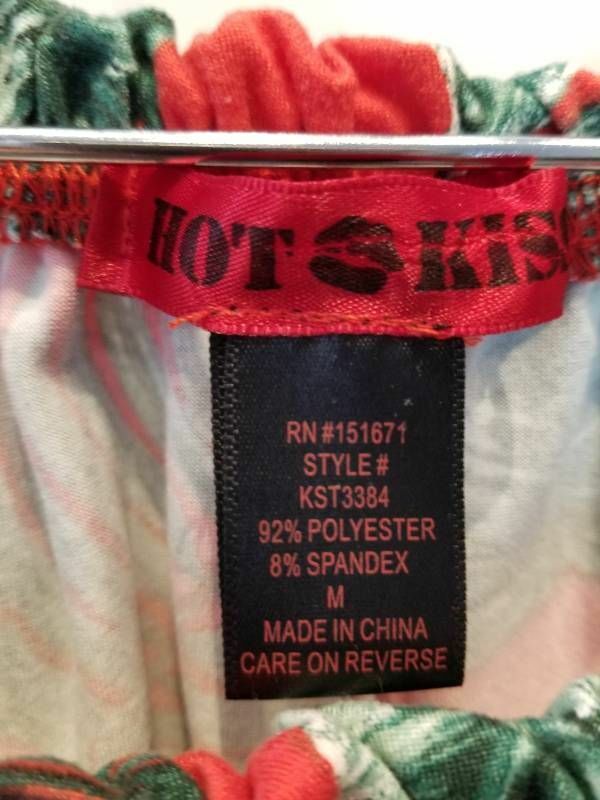 HOT KISS
RN #151671
STYLE #
KST3384
92% POLYESTER
8% SPANDEX
M
MADE IN CHINA
CARE ON REVERSE